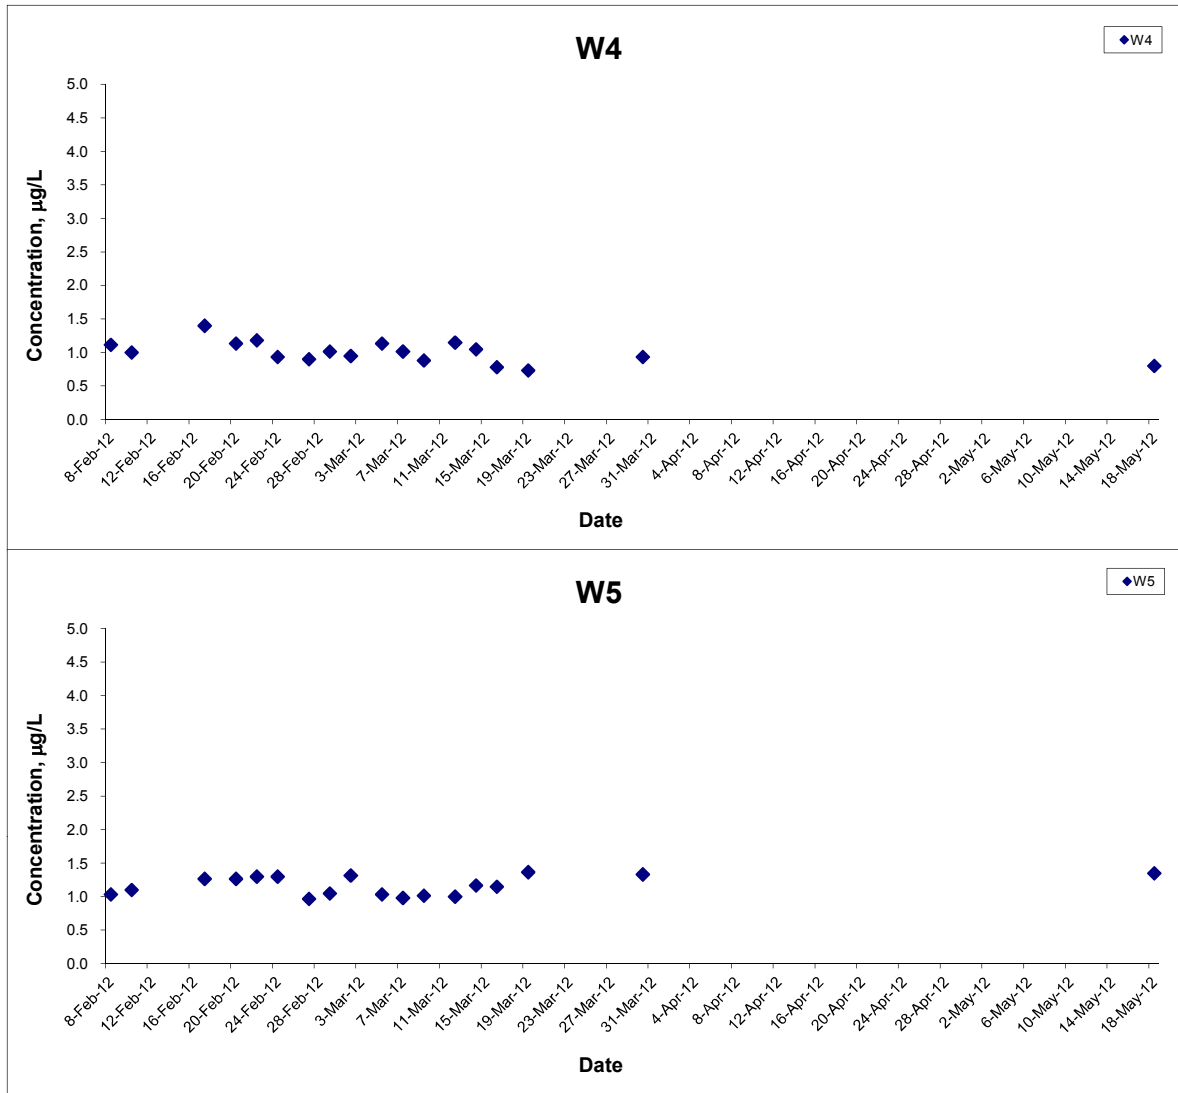 W4
W4
5.0
4.5
4.0
3.5
3.0
2.5
2.0
1.5
1.0
0.5
0.0
Concentration, µg/L
8-Feb-12 12-Feb-12 16-Feb-12 20-Feb-12 24-Feb-12 28-Feb-12 3-Mar-12 7-Mar-12 11-Mar-12 15-Mar-12 19-Mar-12 23-Mar-12 27-Mar-12 31-Mar-12 4-Apr-12 8-Apr-12 12-Apr-12 16-Apr-12 20-Apr-12 24-Apr-12 28-Apr-12 2-May-12 6-May-12 10-May-12 14-May-12 18-May-12
Date
W5
W5
5.0
4.5
4.0
3.5
3.0
2.5
2.0
1.5
1.0
0.5
0.0
Concentration, µg/L
8-Feb-12 12-Feb-12 16-Feb-12 20-Feb-12 24-Feb-12 28-Feb-12 3-Mar-12 7-Mar-12 11-Mar-12 15-Mar-12 19-Mar-12 23-Mar-12 27-Mar-12 31-Mar-12 4-Apr-12 8-Apr-12 12-Apr-12 16-Apr-12 20-Apr-12 24-Apr-12 28-Apr-12 2-May-12 6-May-12 10-May-12 14-May-12 18-May-12
Date